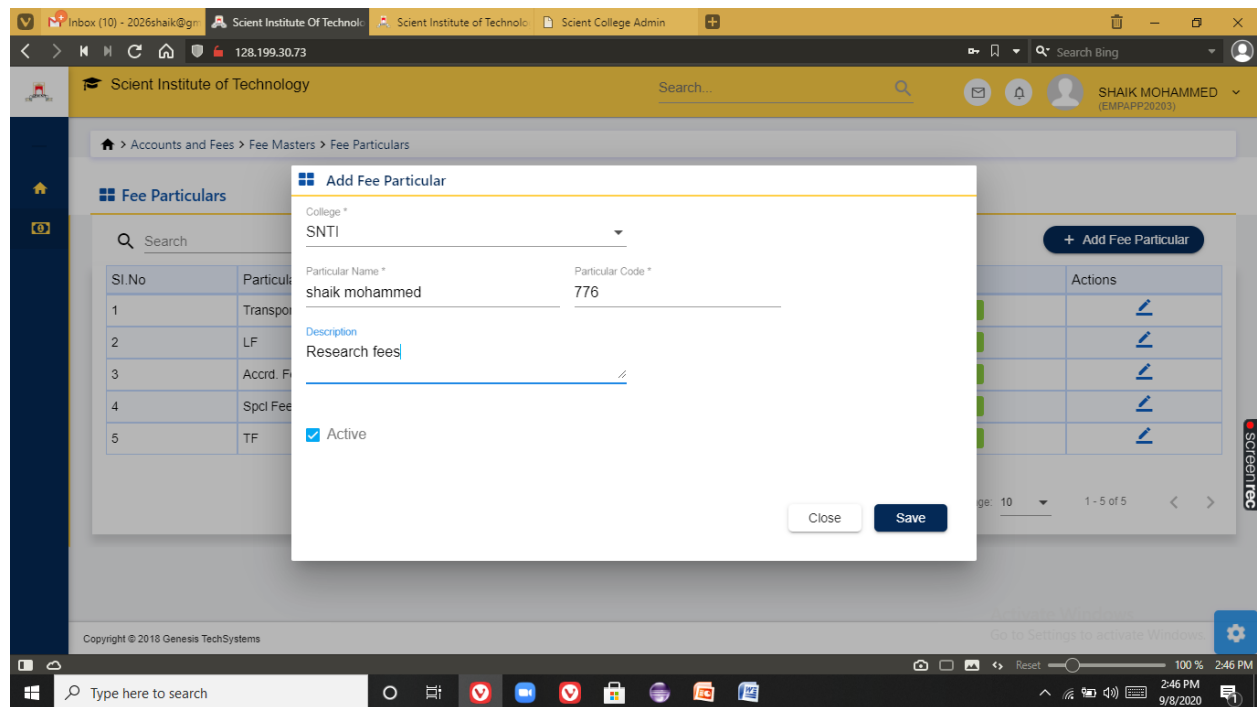 Inbox (10) - 2026shaik@gm
Scient Institute Of Technolo
Scient Institute of Technolo
Scient College Admin
128.199.30.73
Search Bing
Scient Institute of Technology
Search...
SHAIK MOHAMMED
(EMPAPP20203)
> Accounts and Fees > Fee Masters > Fee Particulars
Add Fee Particular
Fee Particulars
College *
SNTI
Search
+ Add Fee Particular
Particular Name *
Particular Code *
shaik mohammed
776
Sl.No
Particula
Actions
1
Transpor
Description
Research fees
2
LF
3
Accrd. F
4
Spcl Fee
5
TF
Active
ge: 10
1 - 5 of 5
Close
Save
screenrec
Activate Windows
Go to Settings to activate Windows.
Copyright © 2018 Genesis TechSystems
Reset
100 %
2:46 PM
Type here to search
2:46 PM
9/8/2020
1